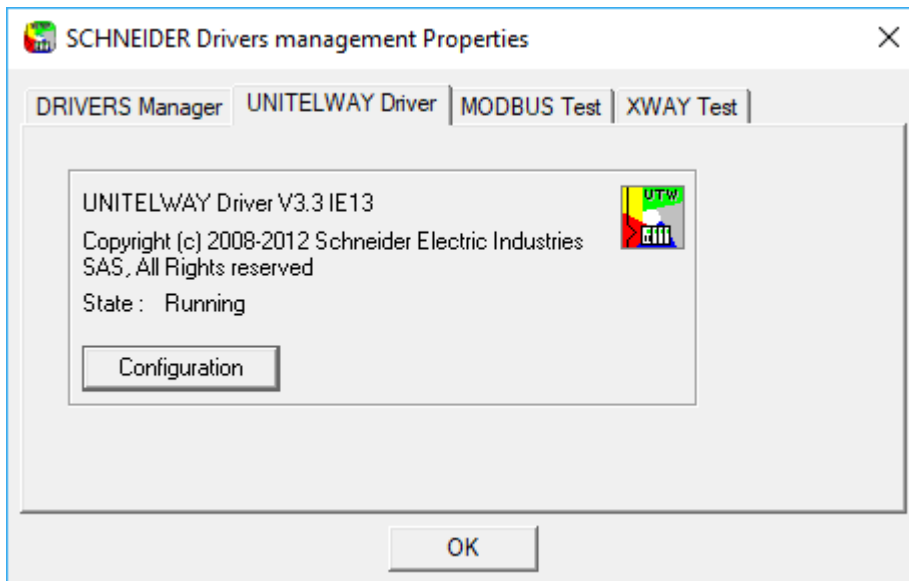 SCHNEIDER Drivers management Properties
DRIVERS Manager
UNITELWAY Driver
MODBUS Test
XWAY Test
UNITELWAY Driver V3.3 IE13
UTW
Copyright (c) 2008-2012 Schneider Electric Industries
SAS, All Rights reserved
State : Running
Configuration
OK